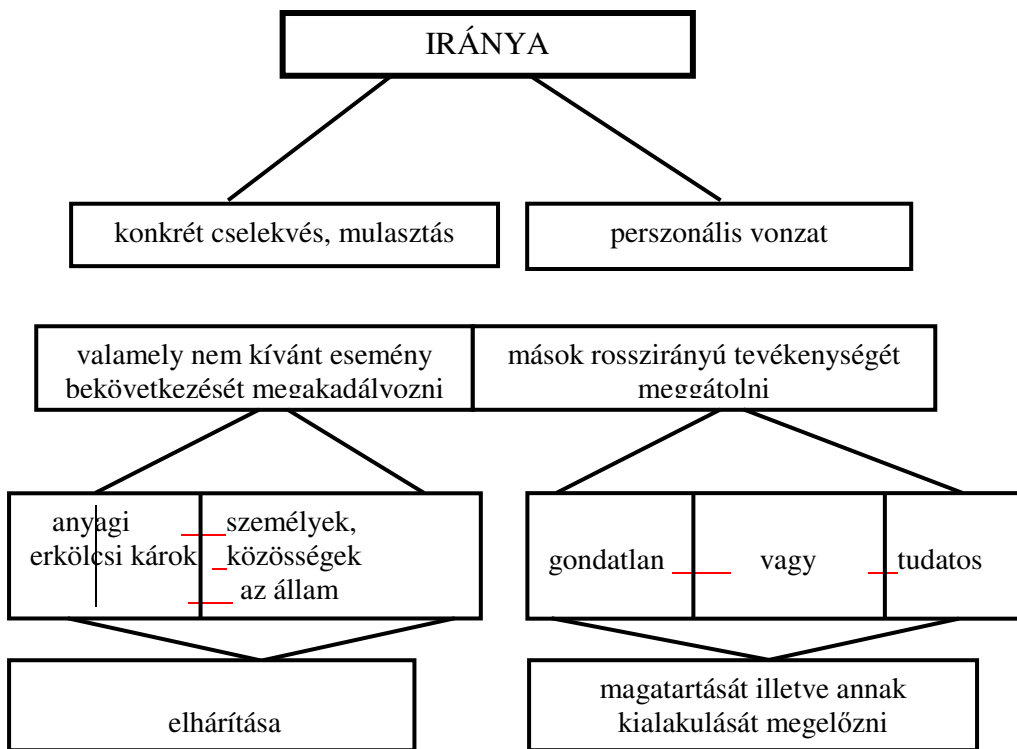 IRÁNYA
konkrét cselekvés, mulasztás
perszonális vonzat
valamely nem kívánt esemény
bekövetkezését megakadályozni
mások rosszirányú tevékenységét
meggátolni
anyagi
erkölcsi károk
személyek,
közösségek
az állam
gondatlan
vagy
tudatos
elhárítása
magatartását illetve annak
kialakulását megelőzni